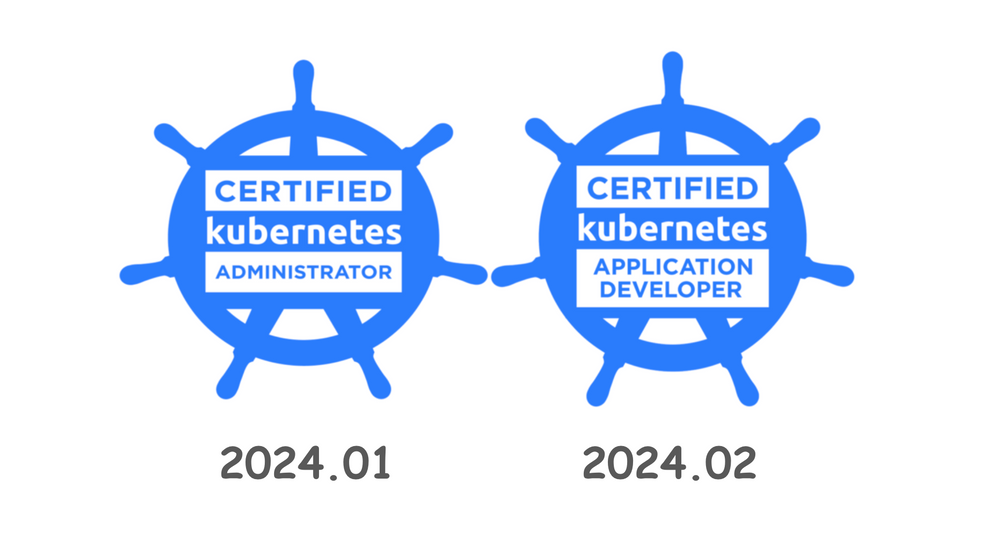 CERTIFIED
kubernetes
ADMINISTRATOR
2024.01
CERTIFIED
kubernetes
APPLICATION
DEVELOPER
2024.02